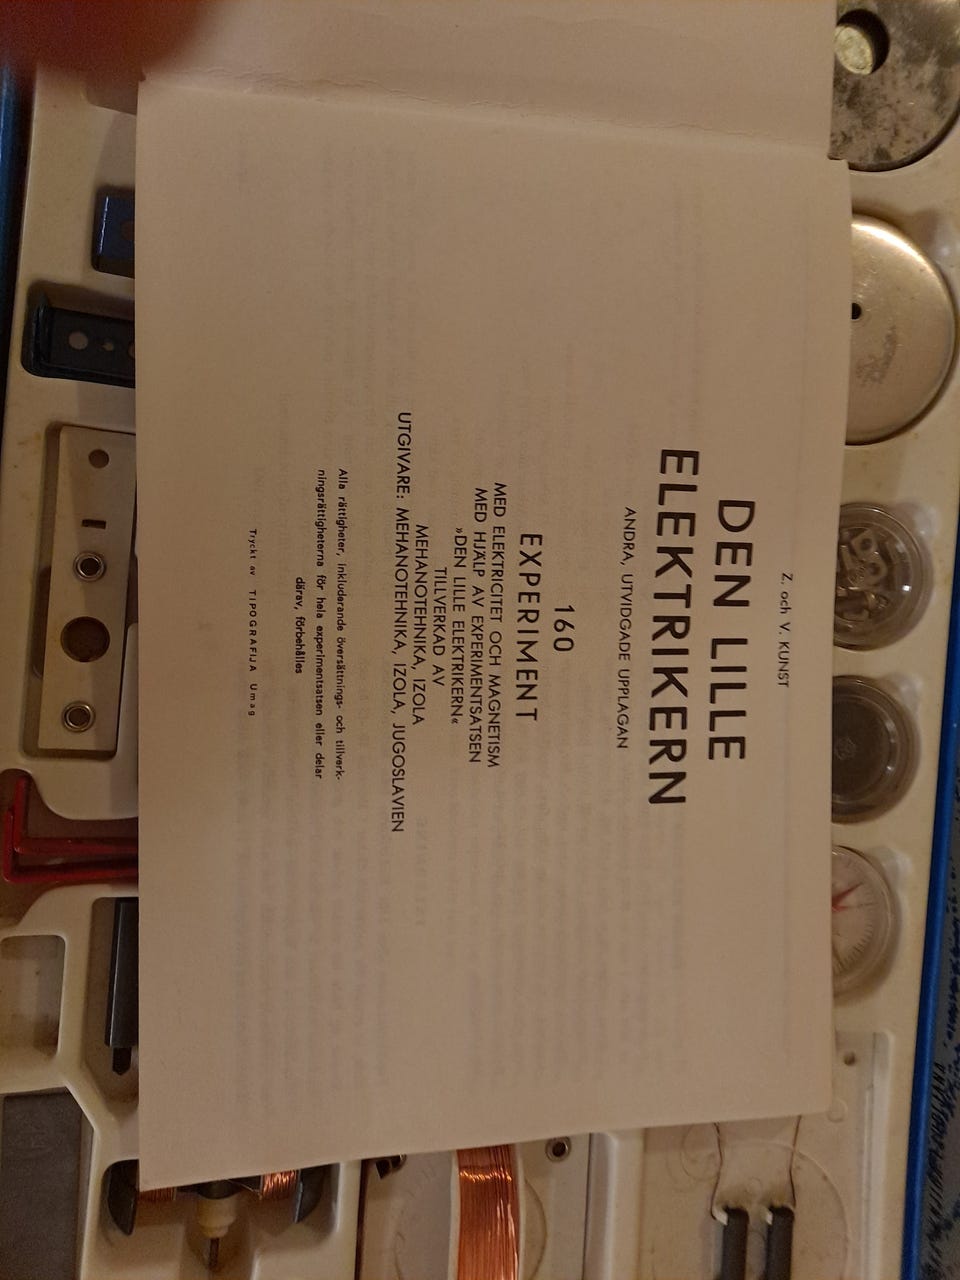 Z. och V. KUNST
DEN LILLE
ELEKTRIKERN
ANDRA, UTVIDGADE UPPLAGAN
160
EXPERIMENT
MED ELEKTRICITET OCH MAGNETISM
MED HJÄLP AV EXPERIMENTSATSEN
»DEN LILLE ELEKTRIKERN«
TILLVERKAD AV
MEHANOTEHNIKA, IZOLA
UTGIVARE: MEHANOTEHNIKA, IZOLA, JUGOSLAVIEN
Alla rättigheter, inkluderande översättnings- och tillverk-
ningsrättigheterna för hela experimentsatsen eller delar
därav, förbehålles
Tryckt av TIPOGRAFIJA Umag